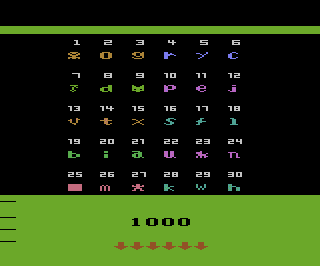 1 2 3 4 5 6
o g r y c
7 8 9 10 11 12
d p e j
13 14 15 16 17 18
v t x s f l
19 20 21 22 23 24
b i a u n
25 26 27 28 29 30
m k w h
1000